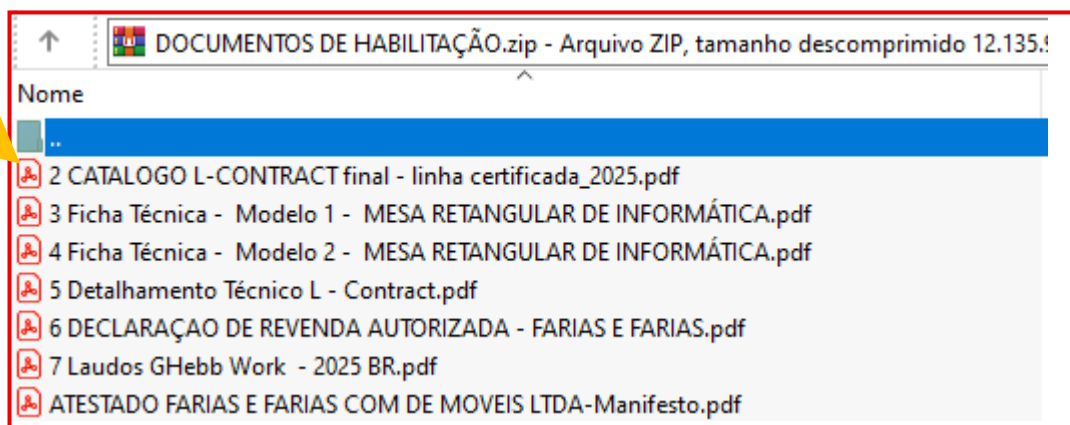 DOCUMENTOS DE HABILITAÇÃO.zip - Arquivo ZIP, tamanho descomprimido 12.135.9
Nome
..
2 CATALOGO L-CONTRACT final - linha certificada_2025.pdf
3 Ficha Técnica -  Modelo 1 -  MESA RETANGULAR DE INFORMÁTICA.pdf
4 Ficha Técnica -  Modelo 2 -  MESA RETANGULAR DE INFORMÁTICA.pdf
5 Detalhamento Técnico L - Contract.pdf
6 DECLARAÇAO DE REVENDA AUTORIZADA - FARIAS E FARIAS.pdf
7 Laudos GHebb Work  - 2025 BR.pdf
ATESTADO FARIAS E FARIAS COM DE MOVEIS LTDA-Manifesto.pdf